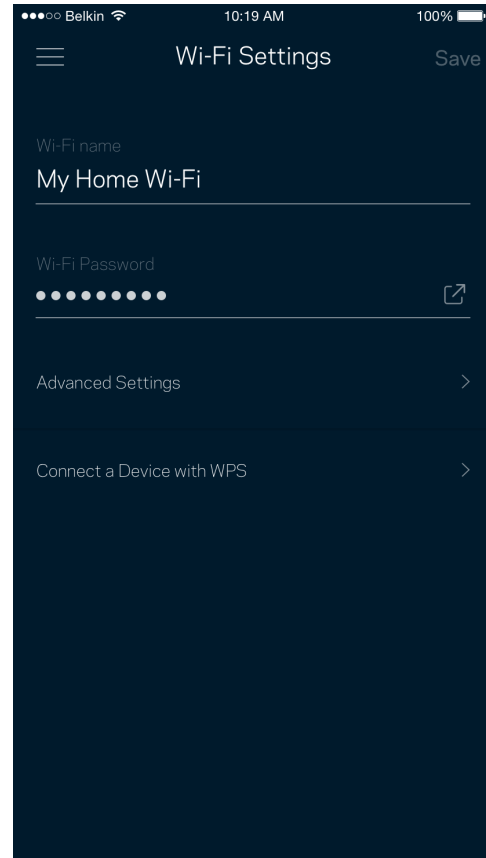 Belkin 10:19 AM 100%
Wi-Fi Settings Save
Wi-Fi name
My Home Wi-Fi
Wi-Fi Password
●●●●●●●●●
Advanced Settings
Connect a Device with WPS